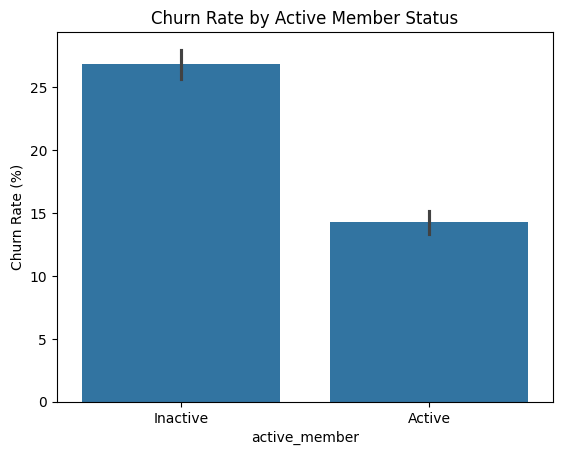 Churn Rate by Active Member Status
Churn Rate (%)
25
20
15
10
5
0
Inactive
Active
active_member